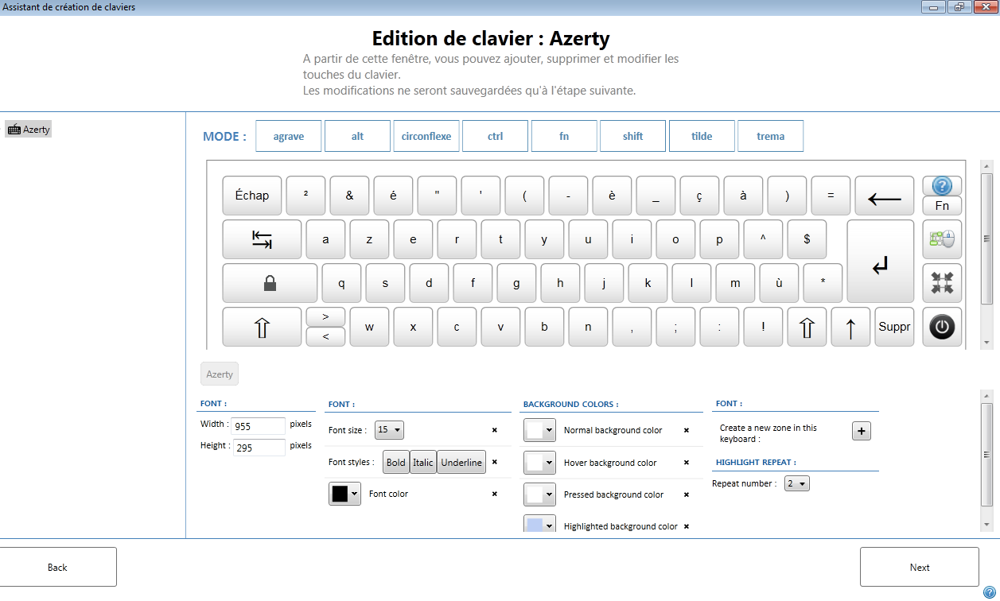 Assistant de création de claviers
Edition de clavier : Azerty
A partir de cette fenêtre, vous pouvez ajouter, supprimer et modifier les
touches du clavier.
Les modifications ne seront sauvegardées qu'à l'étape suivante.
Azerty
MODE : agrave alt circonflexe ctrl fn shift tilde trema
Échap ² & é " ' ( - è _ ç à ) =
Fn
a z e r t y u i o p ^ $
q s d f g h j k l m ù *
> < w x c v b n , ; : ! Suppr
Azerty
FONT : FONT : BACKGROUND COLORS : FONT :
Width : 955 pixels
Height : 295 pixels
Font size : 15
Font styles : Bold Italic Underline
Font color
Normal background color
Hover background color
Pressed background color
Highlighted background color
Create a new zone in this
keyboard : +
HIGHLIGHT REPEAT :
Repeat number : 2
Back Next